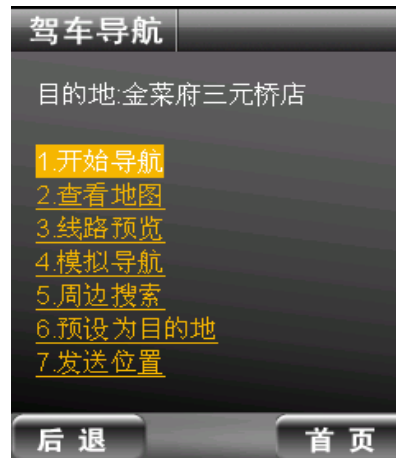 驾车导航
目的地:金菜府三元桥店
1.开始导航
2.查看地图
3.线路预览
4.模拟导航
5.周边搜索
6.预设为目的地
7.发送位置
后退 首页